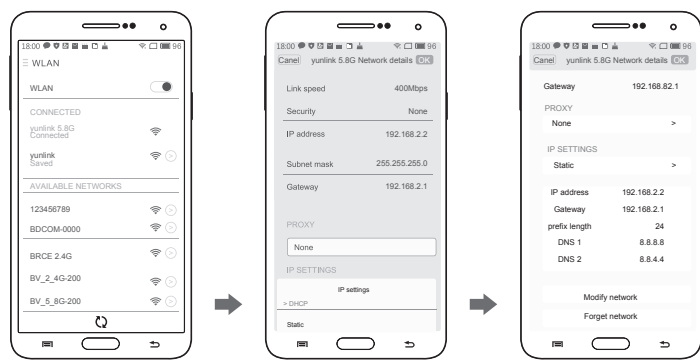 18:00 96
WLAN
WLAN
CONNECTED
yunlink 5.8G
Connected
yunlink
Saved
AVAILABLE NETWORKS
123456789
BDCOM-0000
BRCE 2.4G
BV_2_4G-200
BV_5_8G-200
18:00 96
Canel yunlink 5.8G Network details OK
Link speed 400Mbps
Security None
IP address 192.168.2.2
Subnet mask 255.255.255.0
Gateway 192.168.2.1
PROXY
None
IP SETTINGS
IP settings
> DHCP
Static
18:00 96
Canel yunlink 5.8G Network details OK
Gateway 192.168.82.1
PROXY
None >
IP SETTINGS
Static >
IP address 192.168.2.2
Gateway 192.168.2.1
prefix length 24
DNS 1 8.8.8.8
DNS 2 8.8.4.4
Modify network
Forget network